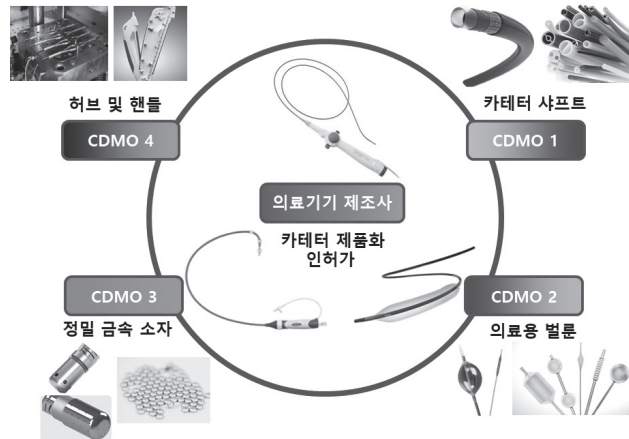 허브 및 핸들
CDMO 4
카테터 샤프트
CDMO 1
의료기기 제조사
카테터 제품화
인허가
CDMO 3
정밀 금속 소자
CDMO 2
의료용 벌룬